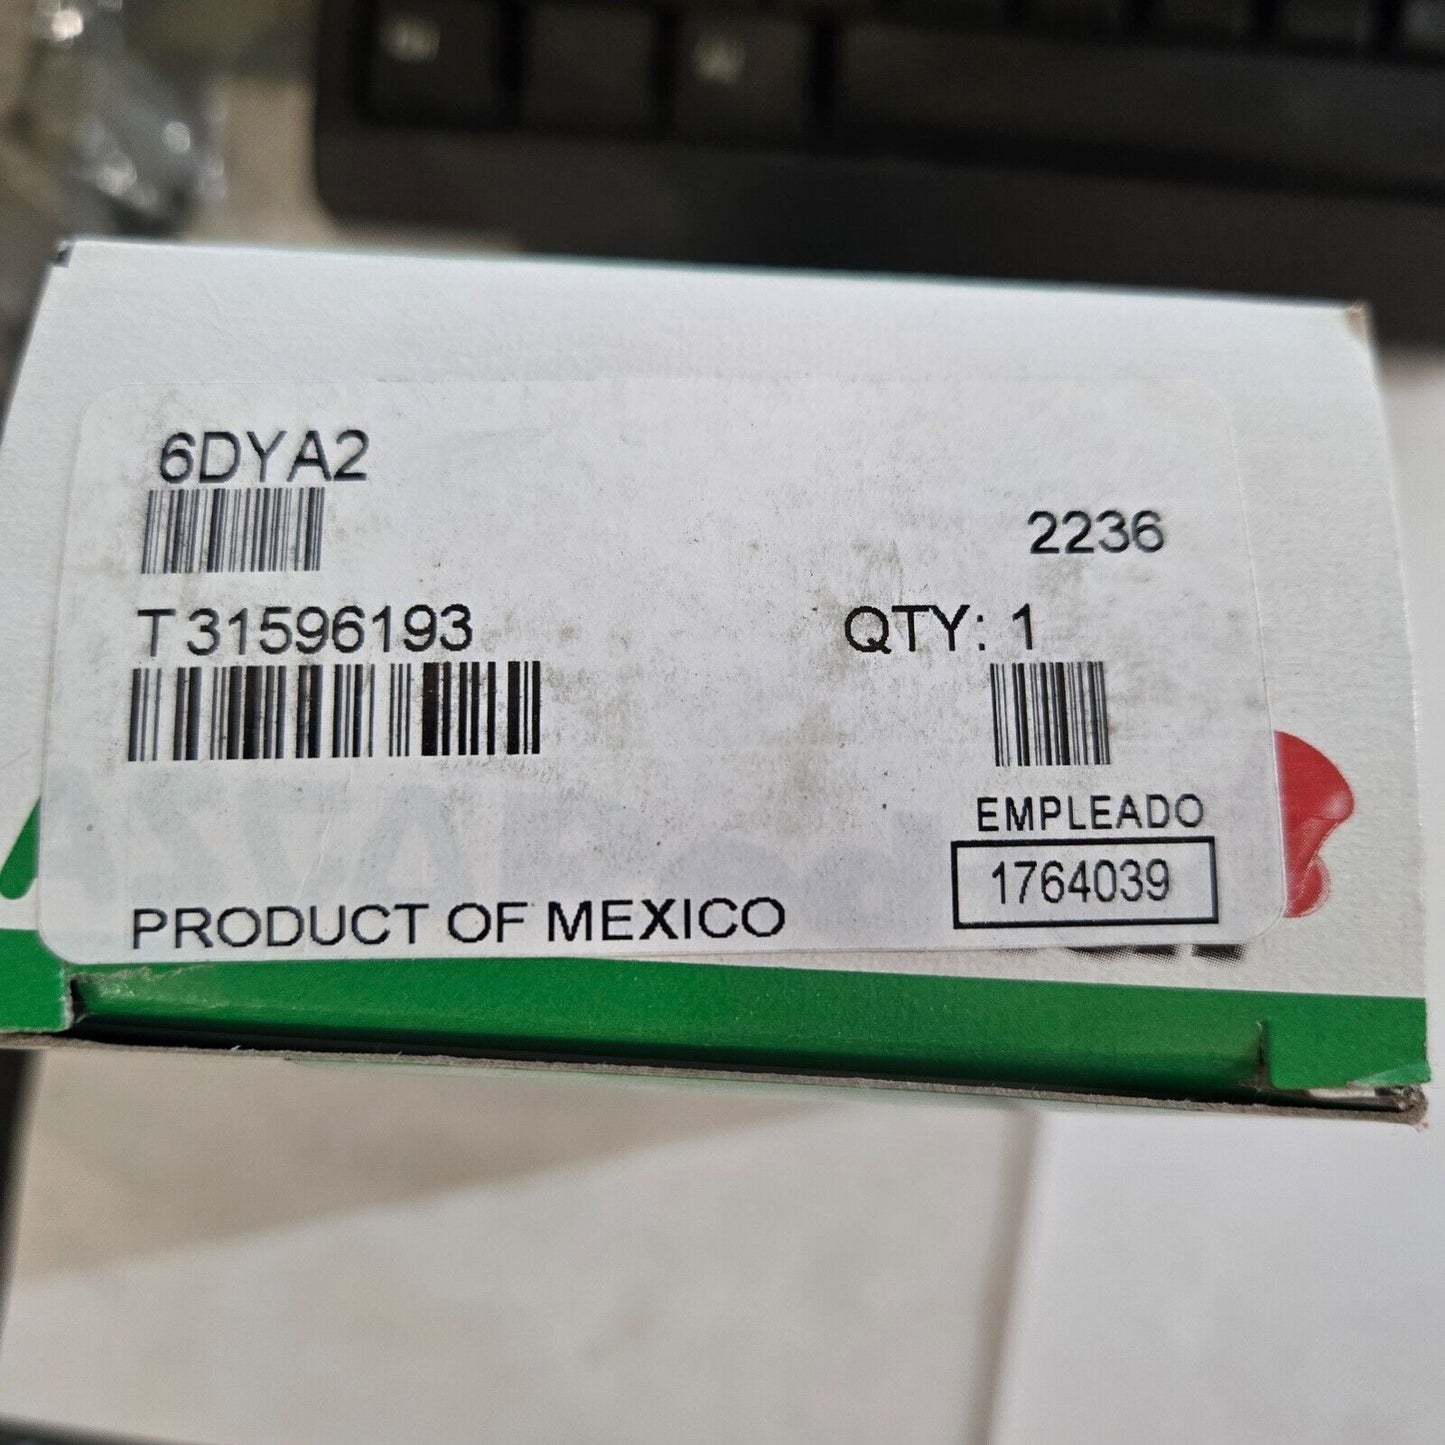 6DYA2
2236
T31596193
QTY: 1
EMPLEADO
1764039
PRODUCT OF MEXICO